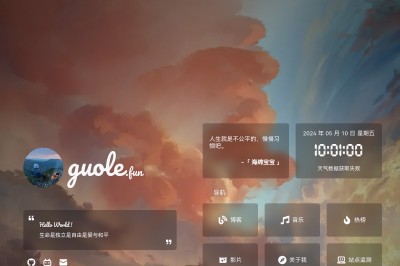 guole.fun
Hello World!
生命是独立是自由是爱与和平
人生就是不公平的，慢慢习惯吧。
-「 海绵宝宝 」
2024 年 05 月 10 日 星期五
10:01:00
天气数据获取失败
导航
博客
音乐
热榜
影片
关于我
站点监测